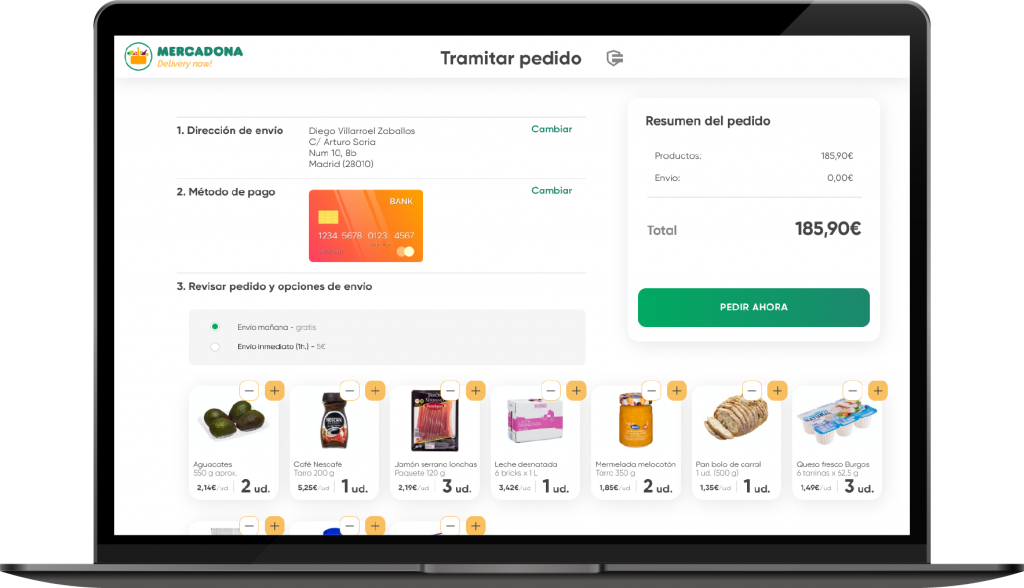 MERCADONA
Delivery now!
Tramitar pedido
1. Dirección de envío
Diego Villarroel Zaballos
C/ Arturo Soria
Num 10, 8b
Madrid (28010)
Cambiar
2. Método de pago
Cambiar
BANK
1234 5678 0123 4567
3. Revisar pedido y opciones de envío
Envío mañana - gratis
Envío inmediato (1h.) - 5€
Resumen del pedido
Productos: 185,90€
Envío: 0,00€
Total 185,90€
PEDIR AHORA
Aguacates
550 g aprox.
2,14€/ud 2 ud.
Café Nescafé
Tarro 200 g
5,25€/ud 1 ud.
Jamón serrano lonchas
Paquete 120 g
2,19€/ud 3 ud.
Leche desnatada
6 bricks x 1 L
3,42€/ud 1 ud.
Mermelada melocotón
Tarro 350 g
1,85€/ud 2 ud.
Pan bolo de carral
1 ud. (500 g)
1,35€/ud 1 ud.
Queso fresco Burgos
6 tarrinas x 62,5 g
1,49€/ud 3 ud.